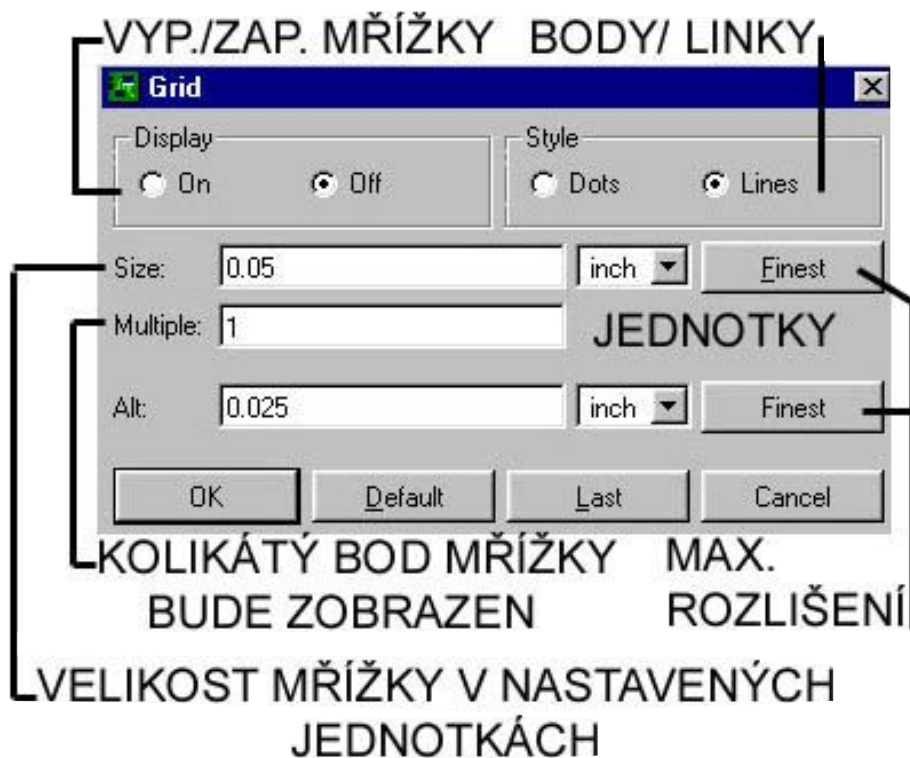 VYP./ZAP. MŘÍŽKY BODY/ LINKY
Grid
Display Style
On Off Dots Lines
Size: 0.05 inch Finest
Multiple: 1 JEDNOTKY
Alt: 0.025 inch Finest
OK Default Last Cancel
KOLIKÁTÝ BOD MŘÍŽKY MAX.
BUDE ZOBRAZEN ROZLIŠENÍ
VELIKOST MŘÍŽKY V NASTAVENÝCH
JEDNOTKÁCH